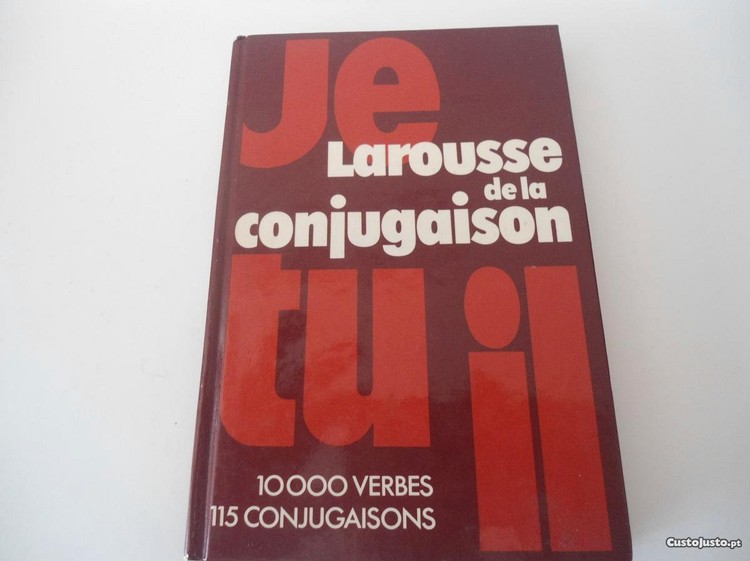 Je
Larousse
de la
conjugaison
tu il
10 000 VERBES
115 CONJUGAISONS
CustoJusto.pt